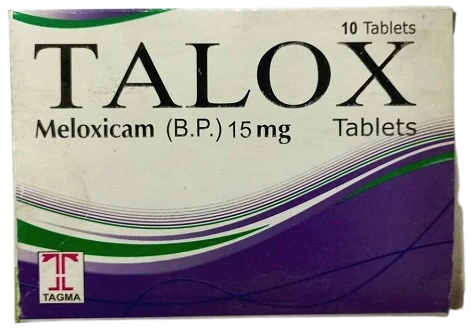 10 Tablets
TALOX
Meloxicam (B.P.) 15 mg Tablets
TAGMA